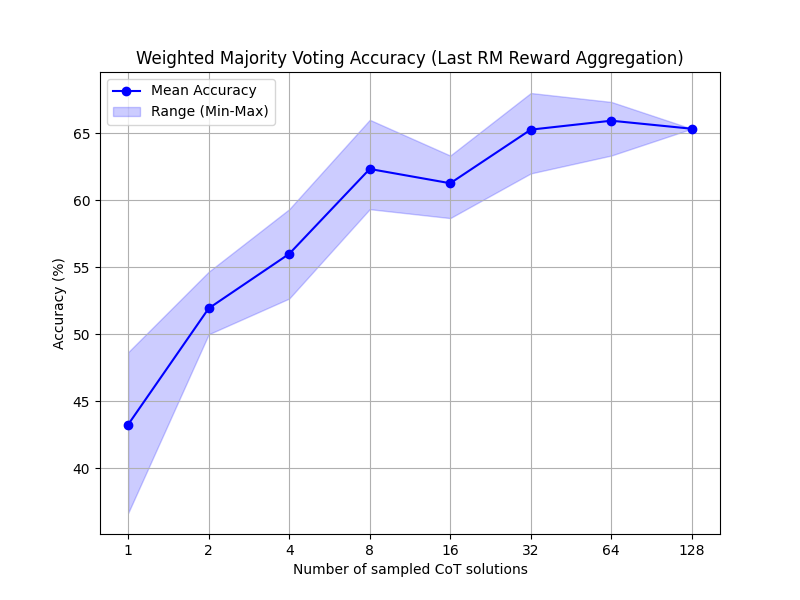 Weighted Majority Voting Accuracy (Last RM Reward Aggregation)
Mean Accuracy
Range (Min-Max)
Accuracy (%)
65
60
55
50
45
40
1 2 4 8 16 32 64 128
Number of sampled CoT solutions